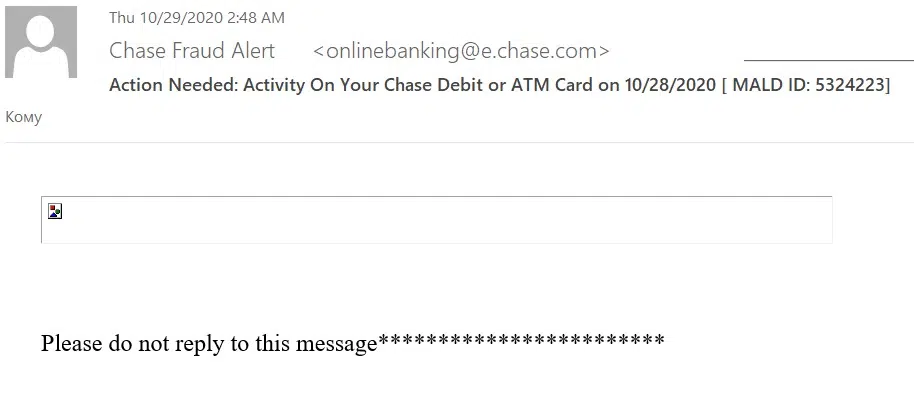 Thu 10/29/2020 2:48 AM
Chase Fraud Alert <onlinebanking@e.chase.com>
Action Needed: Activity On Your Chase Debit or ATM Card on 10/28/2020 [ MALD ID: 5324223]
Кому
Please do not reply to this message************************